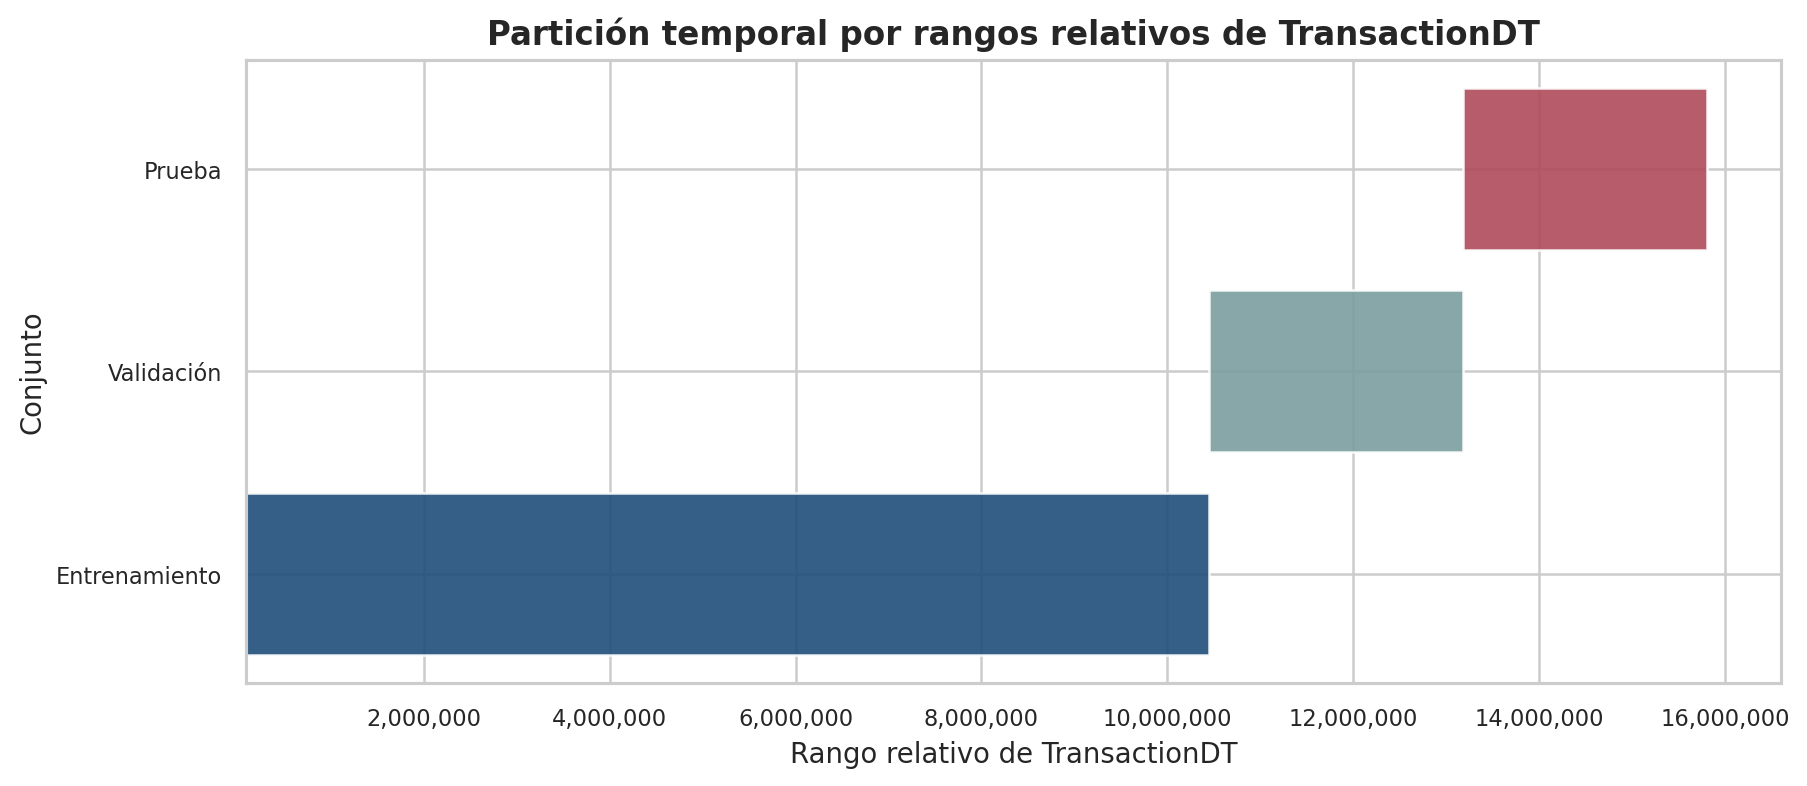 Partición temporal por rangos relativos de TransactionDT
Conjunto
Prueba
Validación
Entrenamiento
2,000,000 4,000,000 6,000,000 8,000,000 10,000,000 12,000,000 14,000,000 16,000,000
Rango relativo de TransactionDT